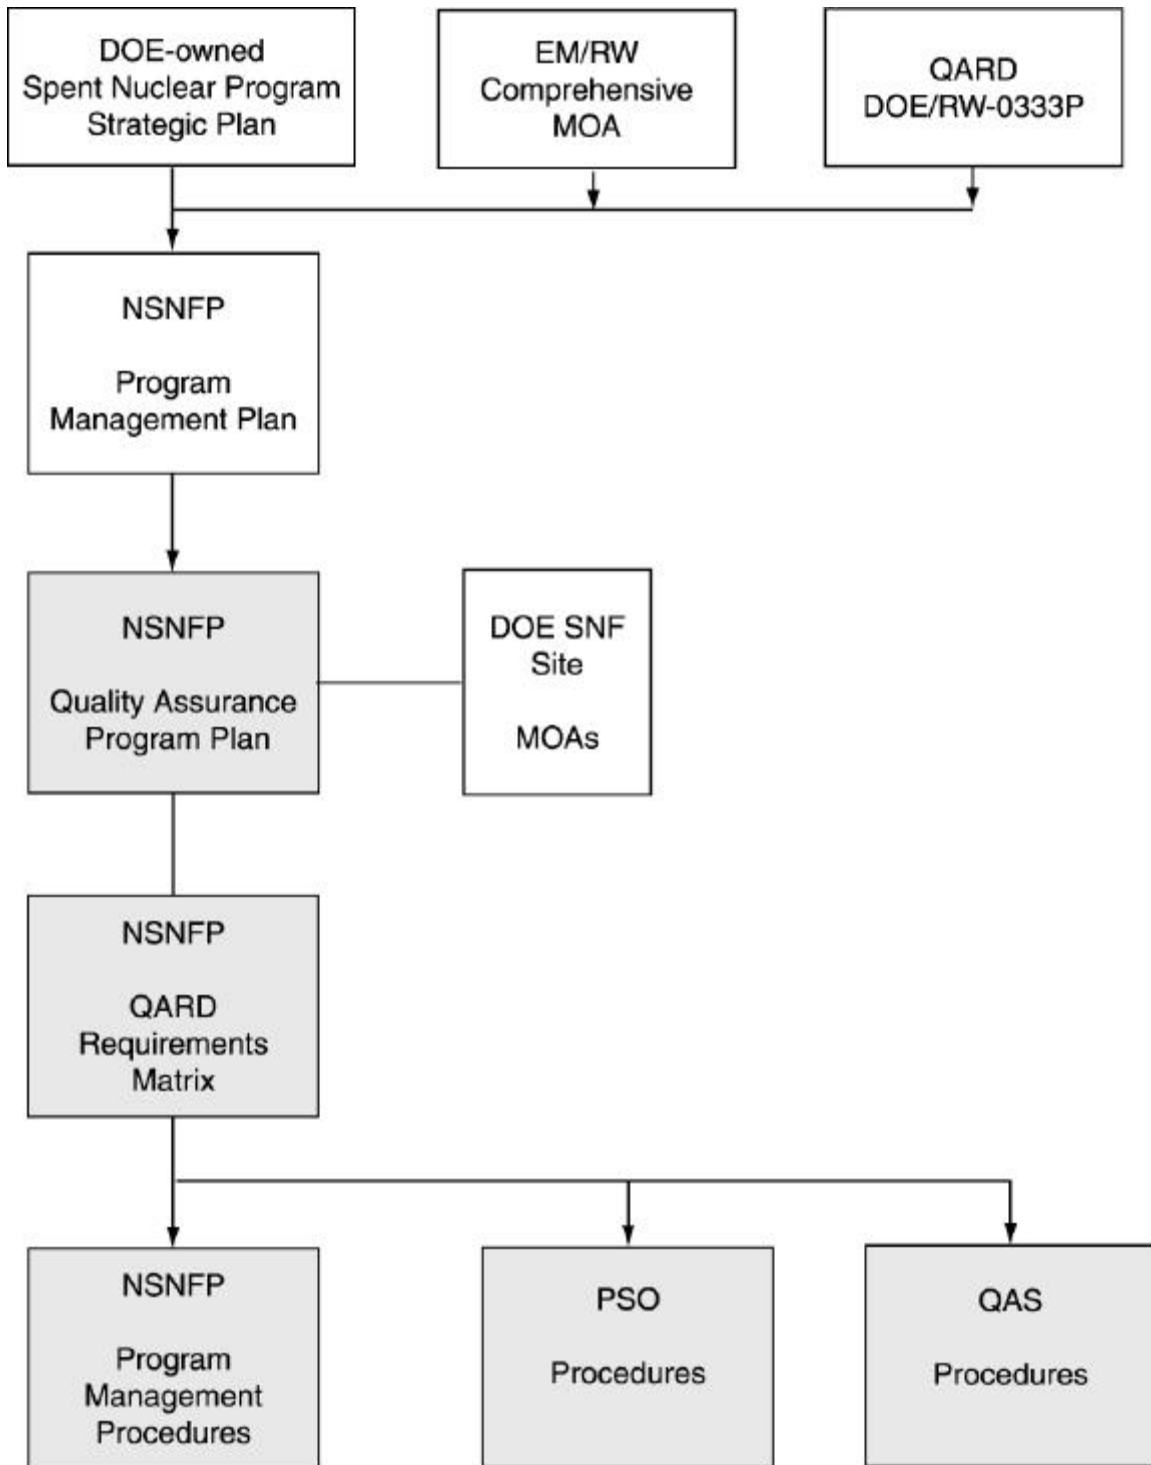 DOE-owned
Spent Nuclear Program
Strategic Plan
EM/RW
Comprehensive
MOA
QARD
DOE/RW-0333P
NSNFP
Program
Management Plan
NSNFP
Quality Assurance
Program Plan
DOE SNF
Site
MOAs
NSNFP
QARD
Requirements
Matrix
NSNFP
Program
Management
Procedures
PSO
Procedures
QAS
Procedures